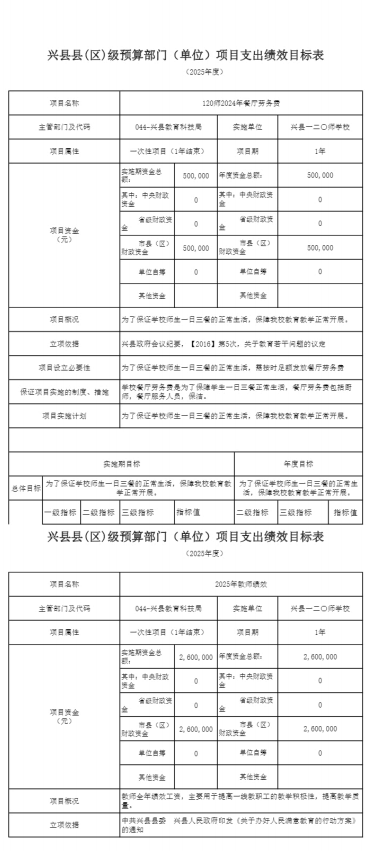 兴县县(区)级预算部门（单位）项目支出绩效目标表
（2025年度）
项目名称 120师2024年餐厅劳务费
主管部门及代码 044-兴县教育科技局 实施单位 兴县一二〇师学校
项目属性 一次性项目（1年结束） 项目期 1年
项目资金
（元）
实施期资金总额： 500,000 年度资金总额： 500,000
其中：中央财政资金 0 其中：中央财政资金 0
省级财政资金 0 省级财政资金 0
市县（区）财政资金 500,000 市县（区）财政资金 500,000
单位自筹 0 单位自筹 0
其他资金 其他资金
项目概况 为了保证学校师生一日三餐的正常生活，保障我校教育教学正常开展。
立项依据 兴县政府会议纪要，【2016】第5次，关于教育若干问题的议定
项目设立必要性 为了保证学校师生一日三餐的正常生活，需按时足额发放餐厅劳务费
保证项目实施的制度、措施 学校餐厅劳务费是为了保障学生一日三餐正常生活，餐厅劳务费包括厨
师，餐厅服务人员，保洁。
项目实施计划 为了保证学校师生一日三餐的正常生活，保障我校教育教学正常开展。
实施期目标 年度目标
总体目标 为了保证学校师生一日三餐的正常生活，保障我校教育教学正常开展。 为了保证学校师生一日三餐的正常生活，保障我校教育教学正常开展。
一级指标 二级指标 三级指标 指标值 二级指标 三级指标 指标值
兴县县(区)级预算部门（单位）项目支出绩效目标表
（2025年度）
项目名称 2025年教师绩效
主管部门及代码 044-兴县教育科技局 实施单位 兴县一二〇师学校
项目属性 一次性项目（1年结束） 项目期 1年
项目资金
（元）
实施期资金总额： 2,600,000 年度资金总额： 2,600,000
其中：中央财政资金 0 其中：中央财政资金 0
省级财政资金 0 省级财政资金 0
市县（区）财政资金 2,600,000 市县（区）财政资金 2,600,000
单位自筹 0 单位自筹 0
其他资金 其他资金
项目概况 教师全年绩效工资，主要用于提高一线教职工的教学积极性，提高教学质
量。
立项依据 中共兴县县委 兴县人民政府印发《关于办好人民满意教育的行动方案》
的通知